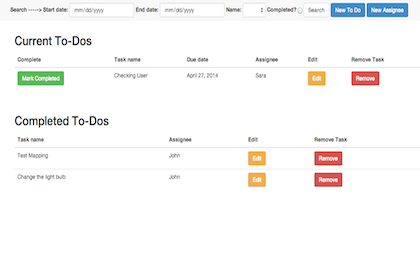 Search -----> Start date: mm/dd/yyyy End date: mm/dd/yyyy Name: Completed? Search New To Do New Assignee
Current To-Dos
Complete Task name Due date Assignee Edit Remove Task
Mark Completed Checking User April 27, 2014 Sara Edit Remove
Completed To-Dos
Task name Assignee Edit Remove Task
Test Mapping John Edit Remove
Change the light bulb John Edit Remove